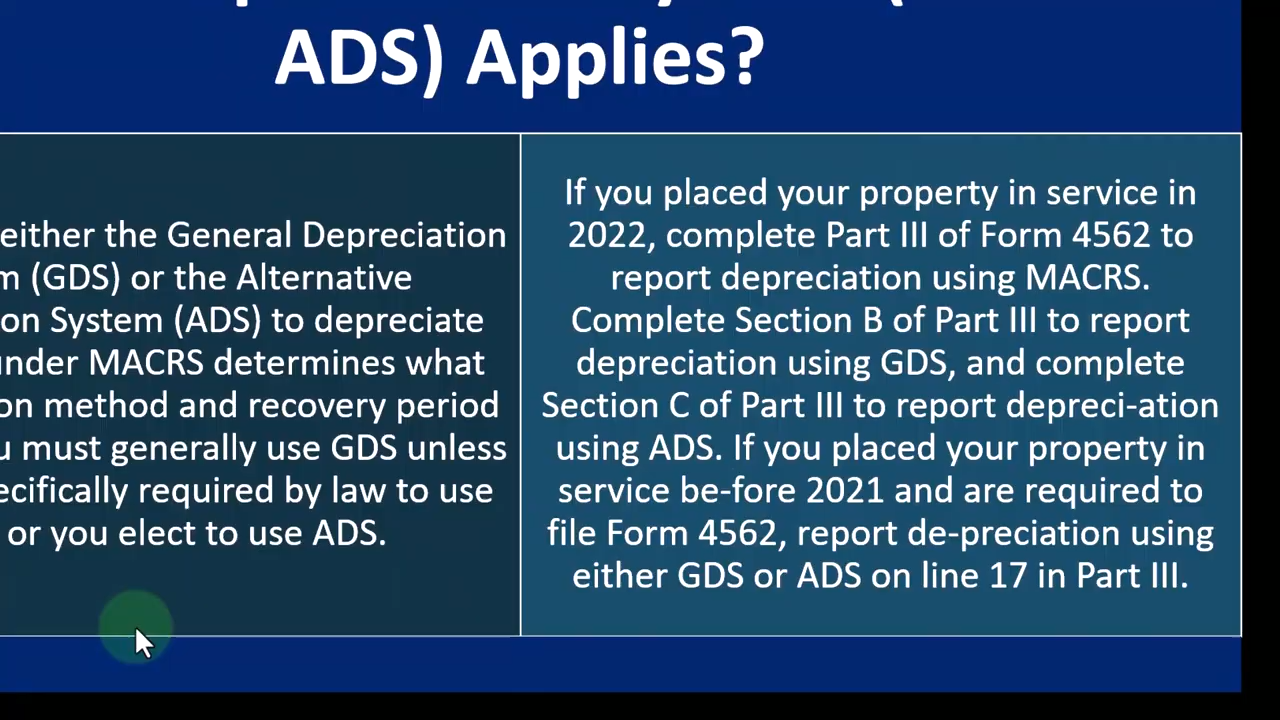 ADS) Applies?
either the General Depreciation
m (GDS) or the Alternative
on System (ADS) to depreciate
under MACRS determines what
on method and recovery period
u must generally use GDS unless
ecifically required by law to use
or you elect to use ADS.
If you placed your property in service in
2022, complete Part III of Form 4562 to
report depreciation using MACRS.
Complete Section B of Part III to report
depreciation using GDS, and complete
Section C of Part III to report depreci-ation
using ADS. If you placed your property in
service be-fore 2021 and are required to
file Form 4562, report de-preciation using
either GDS or ADS on line 17 in Part III.